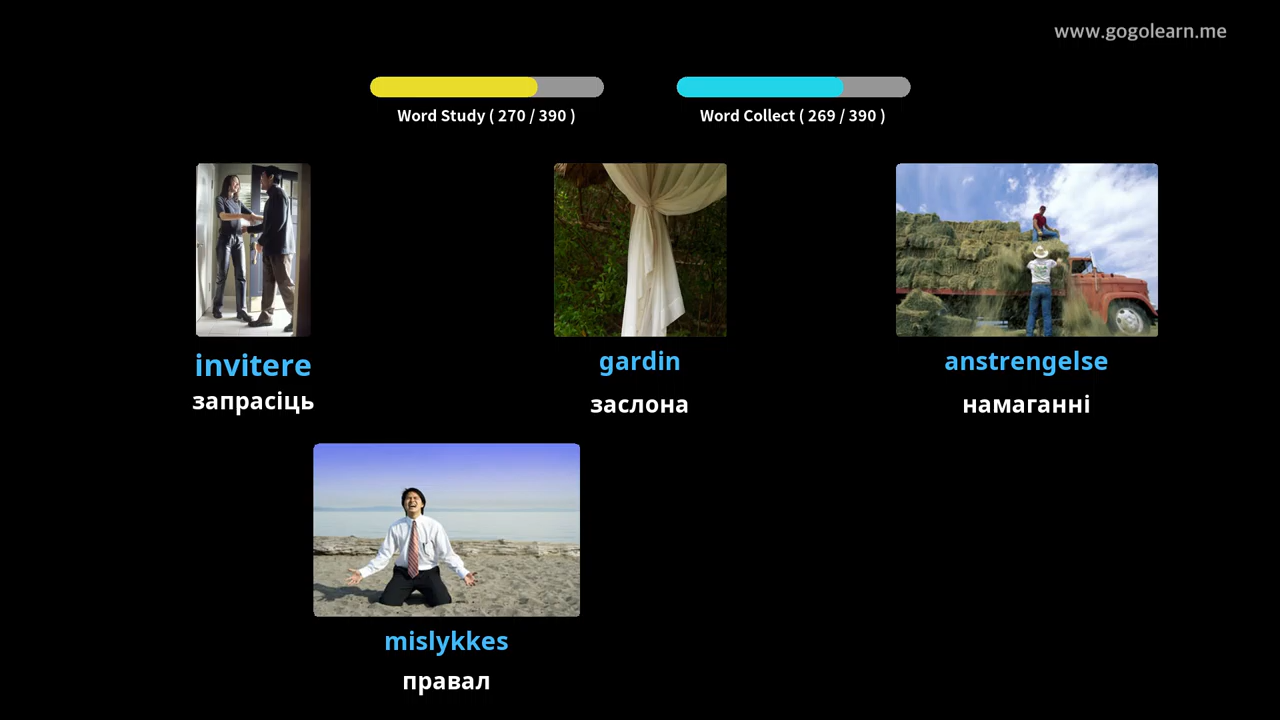 www.gogolearn.me
Word Study ( 270 / 390 )
Word Collect ( 269 / 390 )
invitere
запрасіць
gardin
заслона
anstrengelse
намаганні
mislykkes
правал